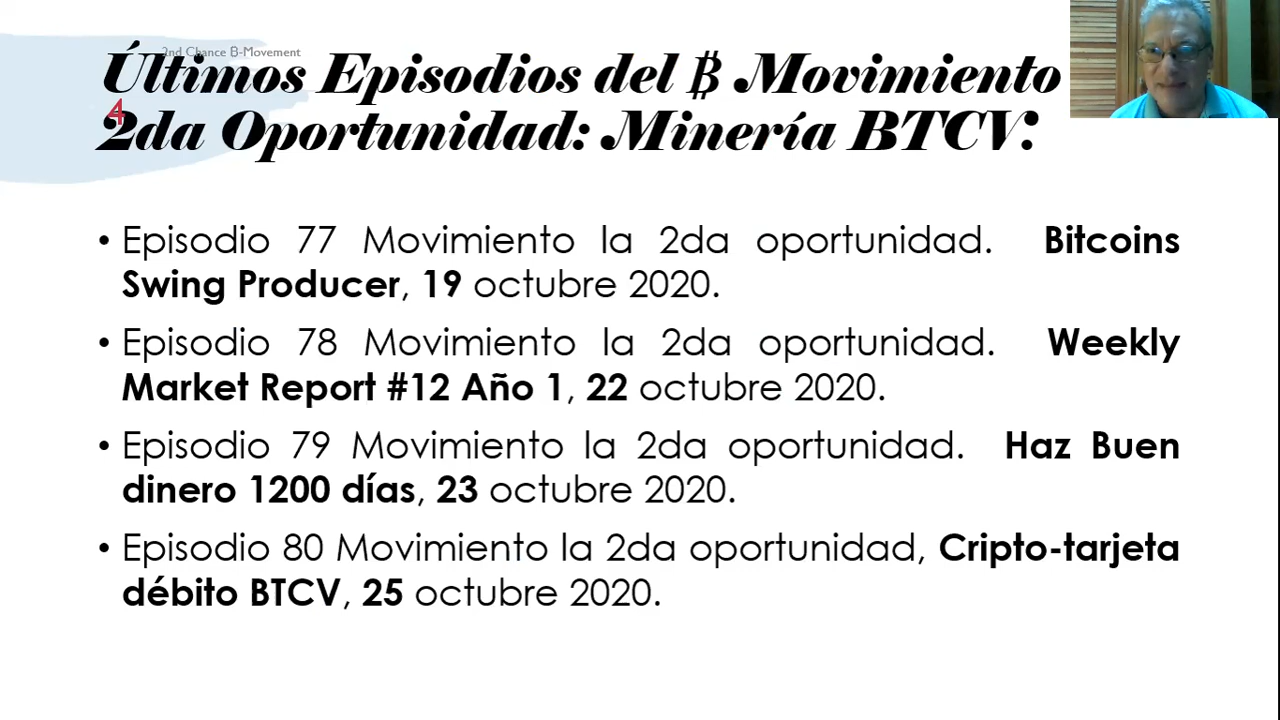 2nd Chance B-Movement
Últimos Episodios del ₿ Movimiento
4
2da Oportunidad: Minería BTCV:
• Episodio 77 Movimiento la 2da oportunidad. Bitcoins
Swing Producer, 19 octubre 2020.
• Episodio 78 Movimiento la 2da oportunidad. Weekly
Market Report #12 Año 1, 22 octubre 2020.
• Episodio 79 Movimiento la 2da oportunidad. Haz Buen
dinero 1200 días, 23 octubre 2020.
• Episodio 80 Movimiento la 2da oportunidad, Cripto-tarjeta
débito BTCV, 25 octubre 2020.